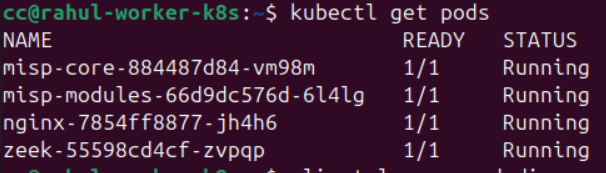 cc@rahul-worker-k8s:~$ kubectl get pods
NAME READY STATUS
misp-core-884487d84-vm98m 1/1 Running
misp-modules-66d9dc576d-6l4lg 1/1 Running
nginx-7854ff8877-jh4h6 1/1 Running
zeek-55598cd4cf-zvpqp 1/1 Running